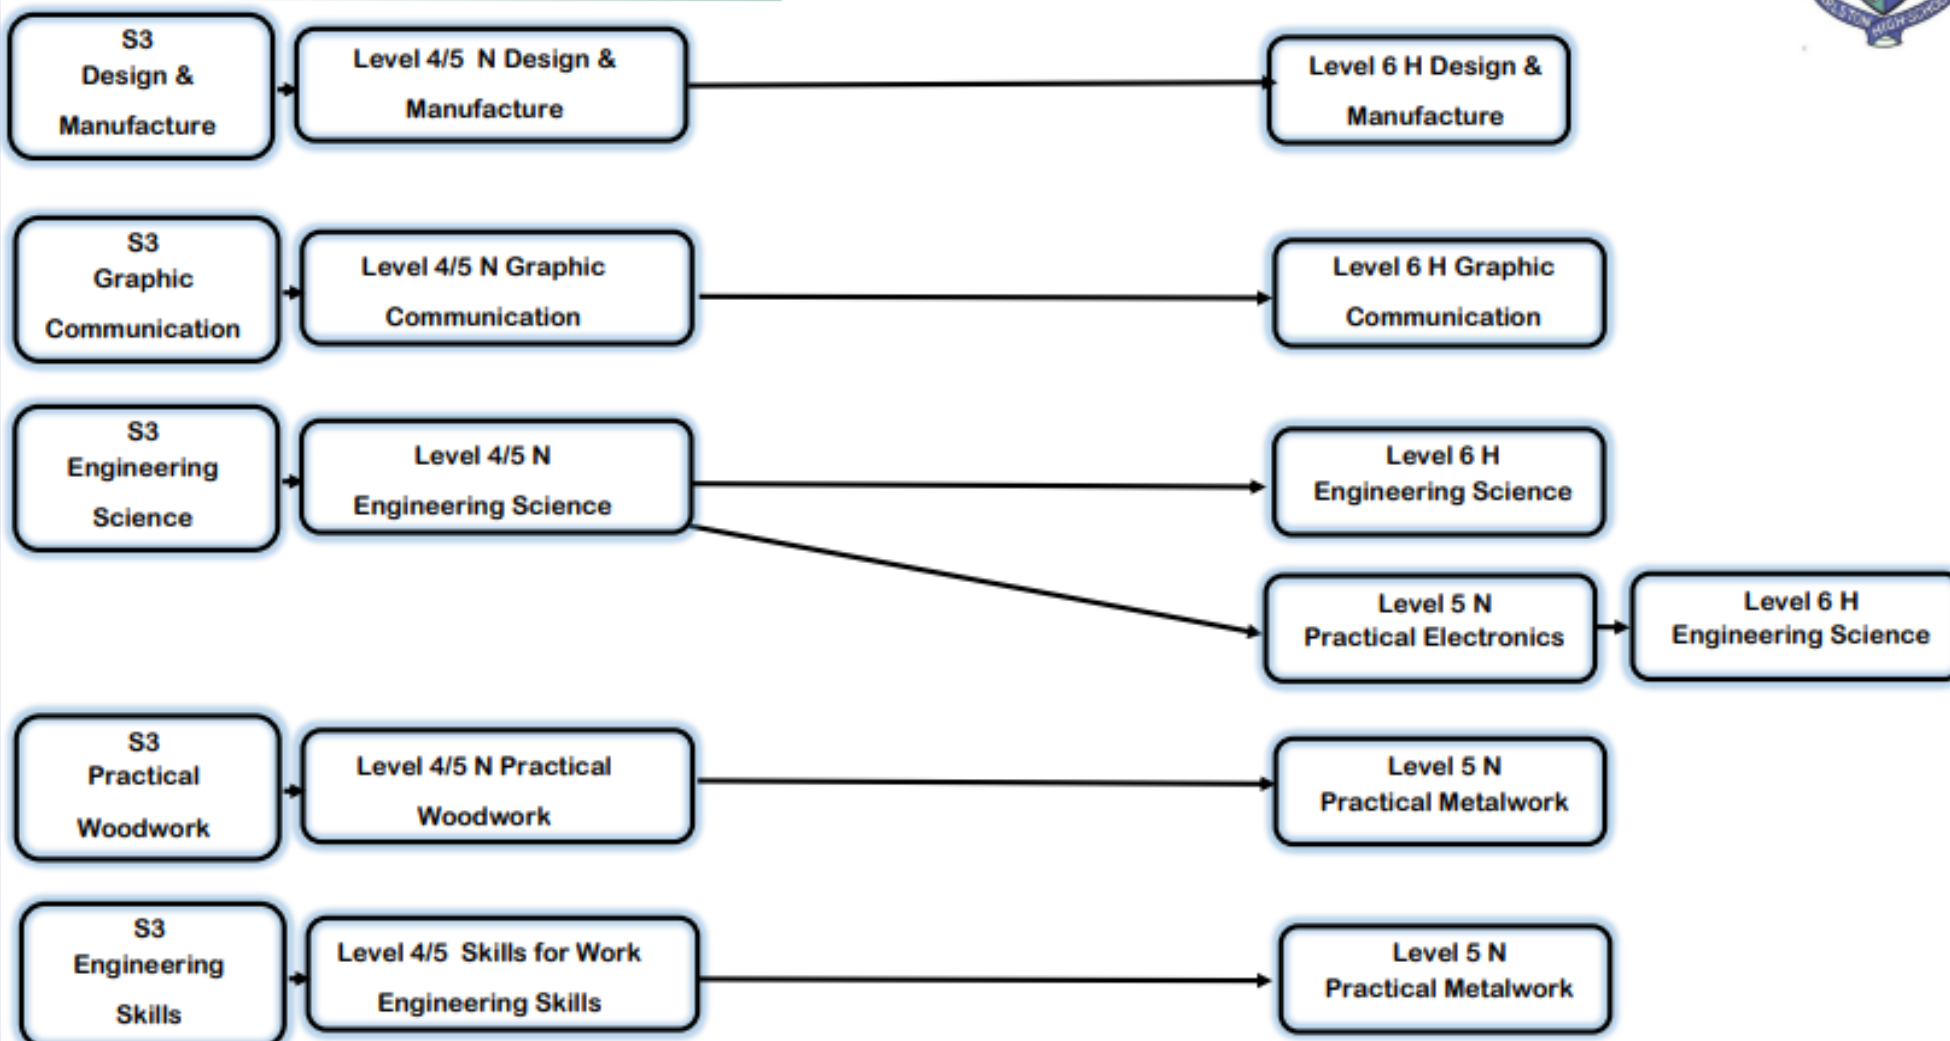 HIGH SCHOOL
S3
Design &
Manufacture
Level 4/5 N Design &
Manufacture
Level 6 H Design &
Manufacture
S3
Graphic
Communication
Level 4/5 N Graphic
Communication
Level 6 H Graphic
Communication
S3
Engineering
Science
Level 4/5 N
Engineering Science
Level 6 H
Engineering Science
Level 5 N
Practical Electronics
Level 6 H
Engineering Science
S3
Practical
Woodwork
Level 4/5 N Practical
Woodwork
Level 5 N
Practical Metalwork
S3
Engineering
Skills
Level 4/5 Skills for Work
Engineering Skills
Level 5 N
Practical Metalwork